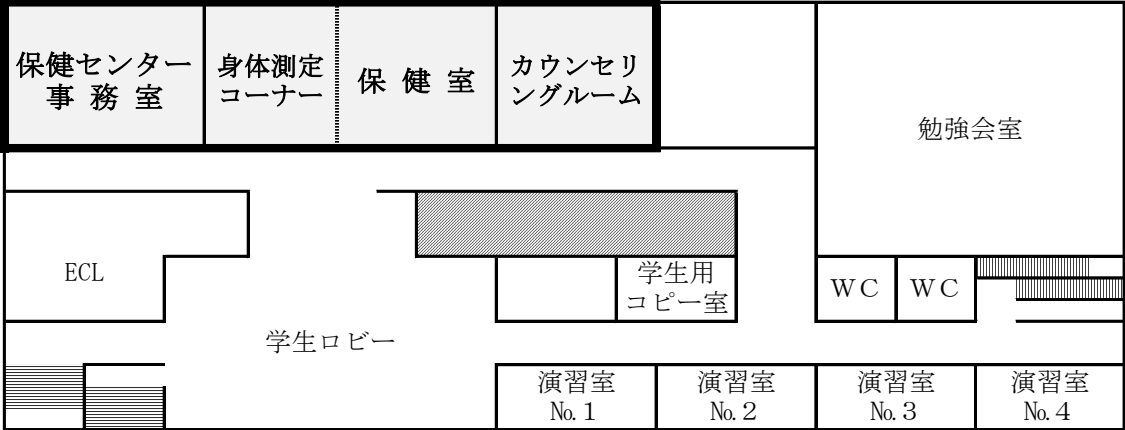 保健センター
事 務 室
身体測定
コーナー
保 健 室
カウンセリ
ングルーム
勉強会室
ECL
学生用
コピー室
ＷＣ
ＷＣ
学生ロビー
演習室
№.1
演習室
№.2
演習室
№.3
演習室
№.4